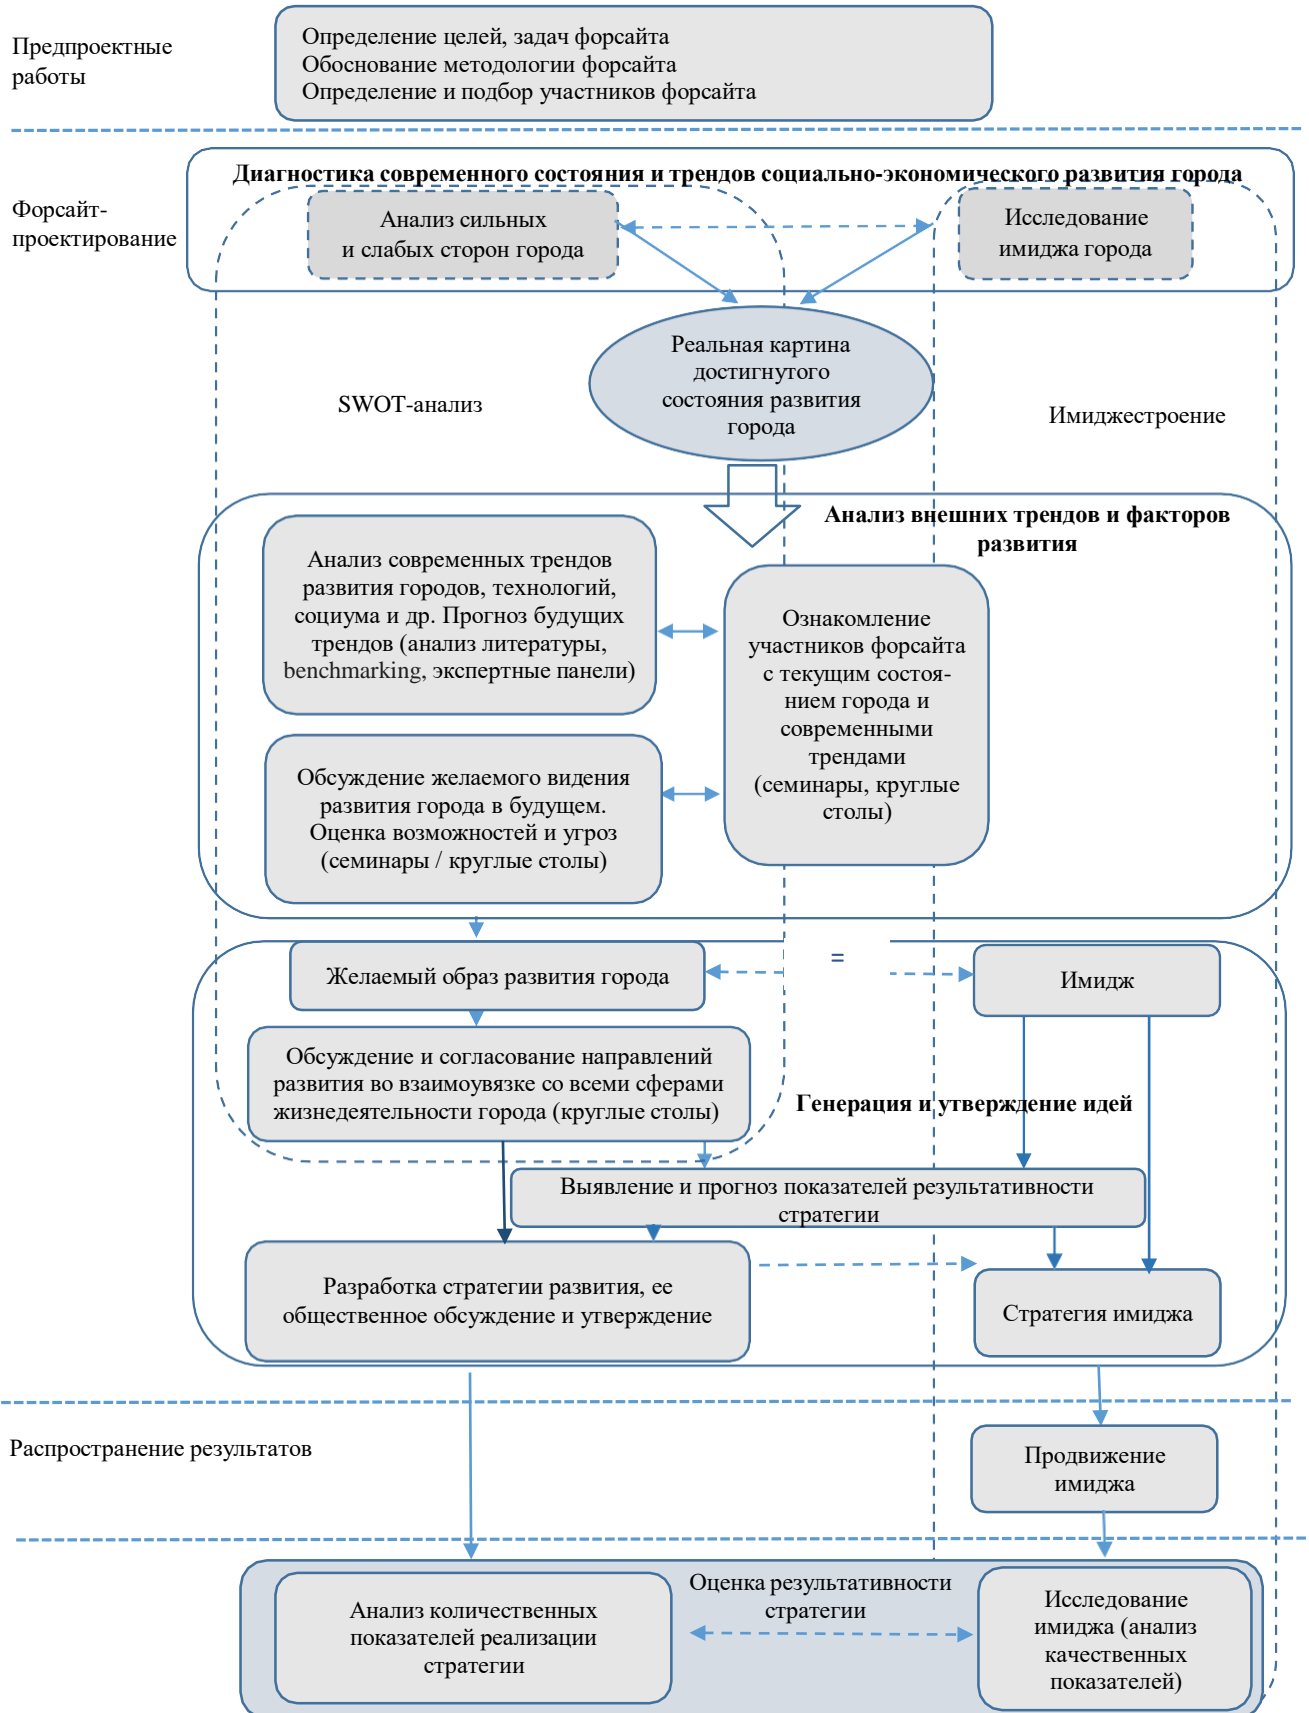 Предпроектные
работы
Определение целей, задач форсайта
Обоснование методологии форсайта
Определение и подбор участников форсайта
Диагностика современного состояния и трендов социально-экономического развития города
Форсайт-
проектирование
Анализ сильных
и слабых сторон города
Исследование
имиджа города
Реальная картина
достигнутого
состояния развития
города
SWOT-анализ
Имиджестроение
Анализ внешних трендов и факторов
развития
Анализ современных трендов
развития городов, технологий,
социума и др. Прогноз будущих
трендов (анализ литературы,
benchmarking, экспертные панели)
Ознакомление
участников форсайта
с текущим состоя-
нием города и
современными
трендами
(семинары, круглые
столы)
Обсуждение желаемого видения
развития города в будущем.
Оценка возможностей и угроз
(семинары / круглые столы)
Желаемый образ развития города
=
Имидж
Обсуждение и согласование направлений
развития во взаимоувязке со всеми сферами
жизнедеятельности города (круглые столы)
Генерация и утверждение идей
Выявление и прогноз показателей результативности
стратегии
Разработка стратегии развития, ее
общественное обсуждение и утверждение
Стратегия имиджа
Распространение результатов
Продвижение
имиджа
Оценка результативности
стратегии
Анализ количественных
показателей реализации
стратегии
Исследование
имиджа (анализ
качественных
показателей)